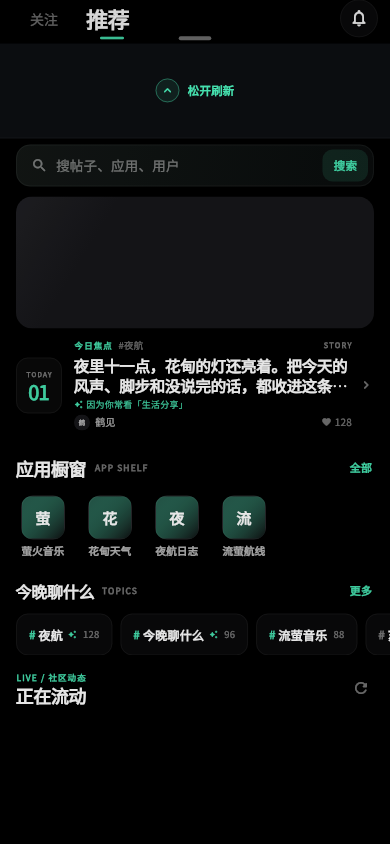 关注 推荐
松开刷新
搜帖子、应用、用户 搜索
今日焦点 #夜航 STORY
TODAY
01
夜里十一点，花甸的灯还亮着。把今天的
风声、脚步和没说完的话，都收进这条…
因为你常看「生活分享」
鹤 鹤见 128
应用橱窗 APP SHELF 全部
萤 花 夜 流
萤火音乐 花甸天气 夜航日志 流萤航线
今晚聊什么 TOPICS 更多
#夜航 128 #今晚聊什么 96 #流萤音乐 88 #
LIVE / 社区动态
正在流动